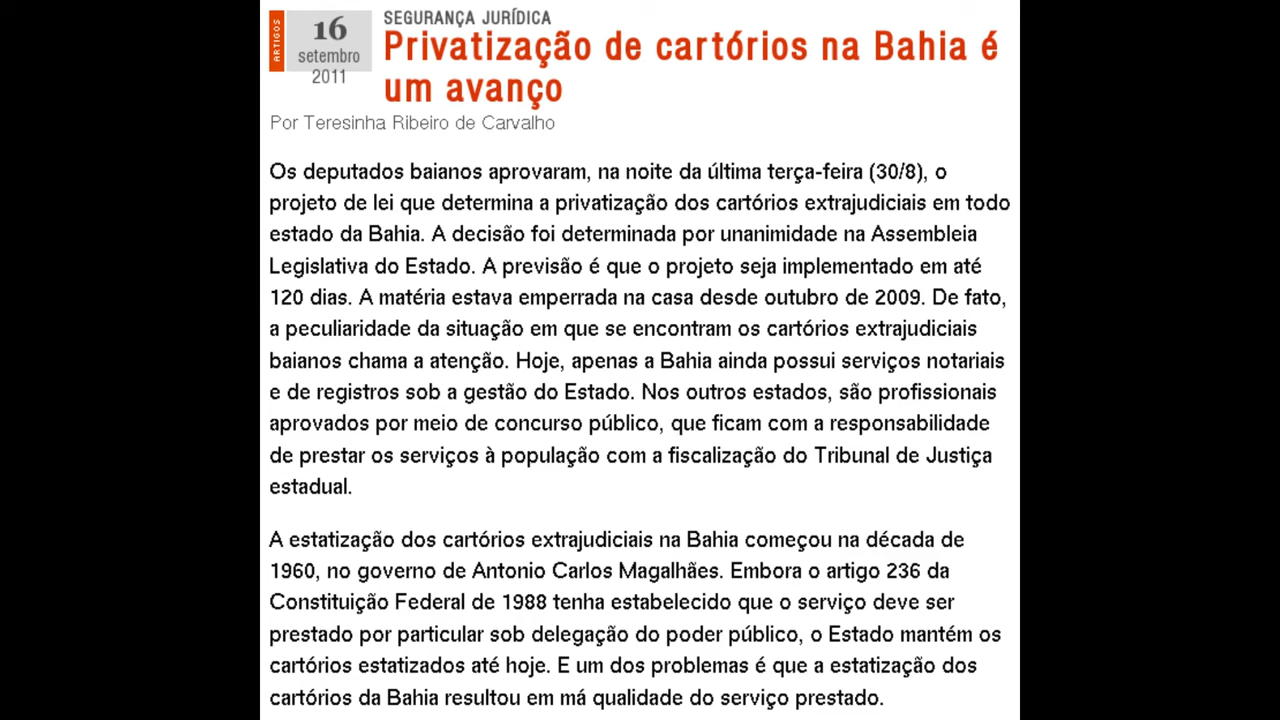 ARTIGOS
16
setembro
2011
SEGURANÇA JURÍDICA
Privatização de cartórios na Bahia é
um avanço
Por Teresinha Ribeiro de Carvalho
Os deputados baianos aprovaram, na noite da última terça-feira (30/8), o
projeto de lei que determina a privatização dos cartórios extrajudiciais em todo
estado da Bahia. A decisão foi determinada por unanimidade na Assembleia
Legislativa do Estado. A previsão é que o projeto seja implementado em até
120 dias. A matéria estava emperrada na casa desde outubro de 2009. De fato,
a peculiaridade da situação em que se encontram os cartórios extrajudiciais
baianos chama a atenção. Hoje, apenas a Bahia ainda possui serviços notariais
e de registros sob a gestão do Estado. Nos outros estados, são profissionais
aprovados por meio de concurso público, que ficam com a responsabilidade
de prestar os serviços à população com a fiscalização do Tribunal de Justiça
estadual.
A estatização dos cartórios extrajudiciais na Bahia começou na década de
1960, no governo de Antonio Carlos Magalhães. Embora o artigo 236 da
Constituição Federal de 1988 tenha estabelecido que o serviço deve ser
prestado por particular sob delegação do poder público, o Estado mantém os
cartórios estatizados até hoje. E um dos problemas é que a estatização dos
cartórios da Bahia resultou em má qualidade do serviço prestado.